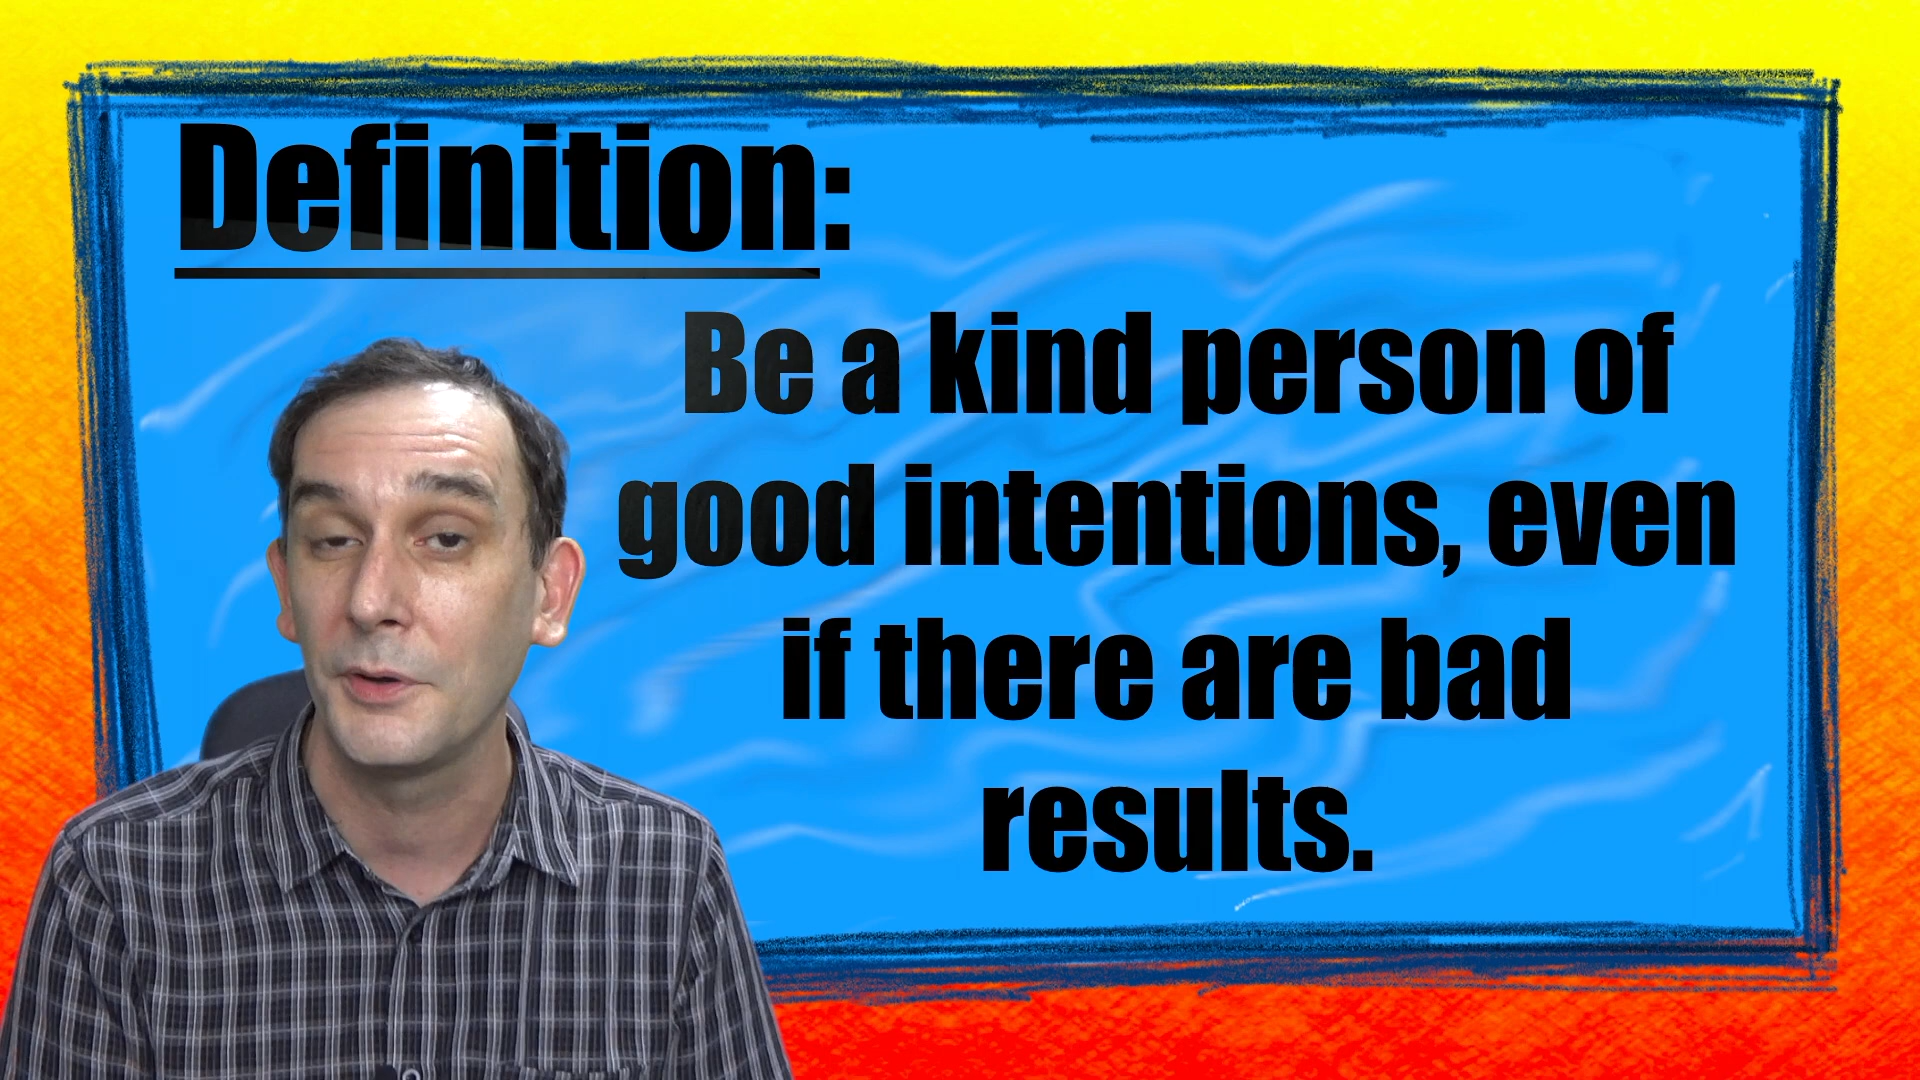 Definition:
Be a kind person of
good intentions, even
if there are bad
results.